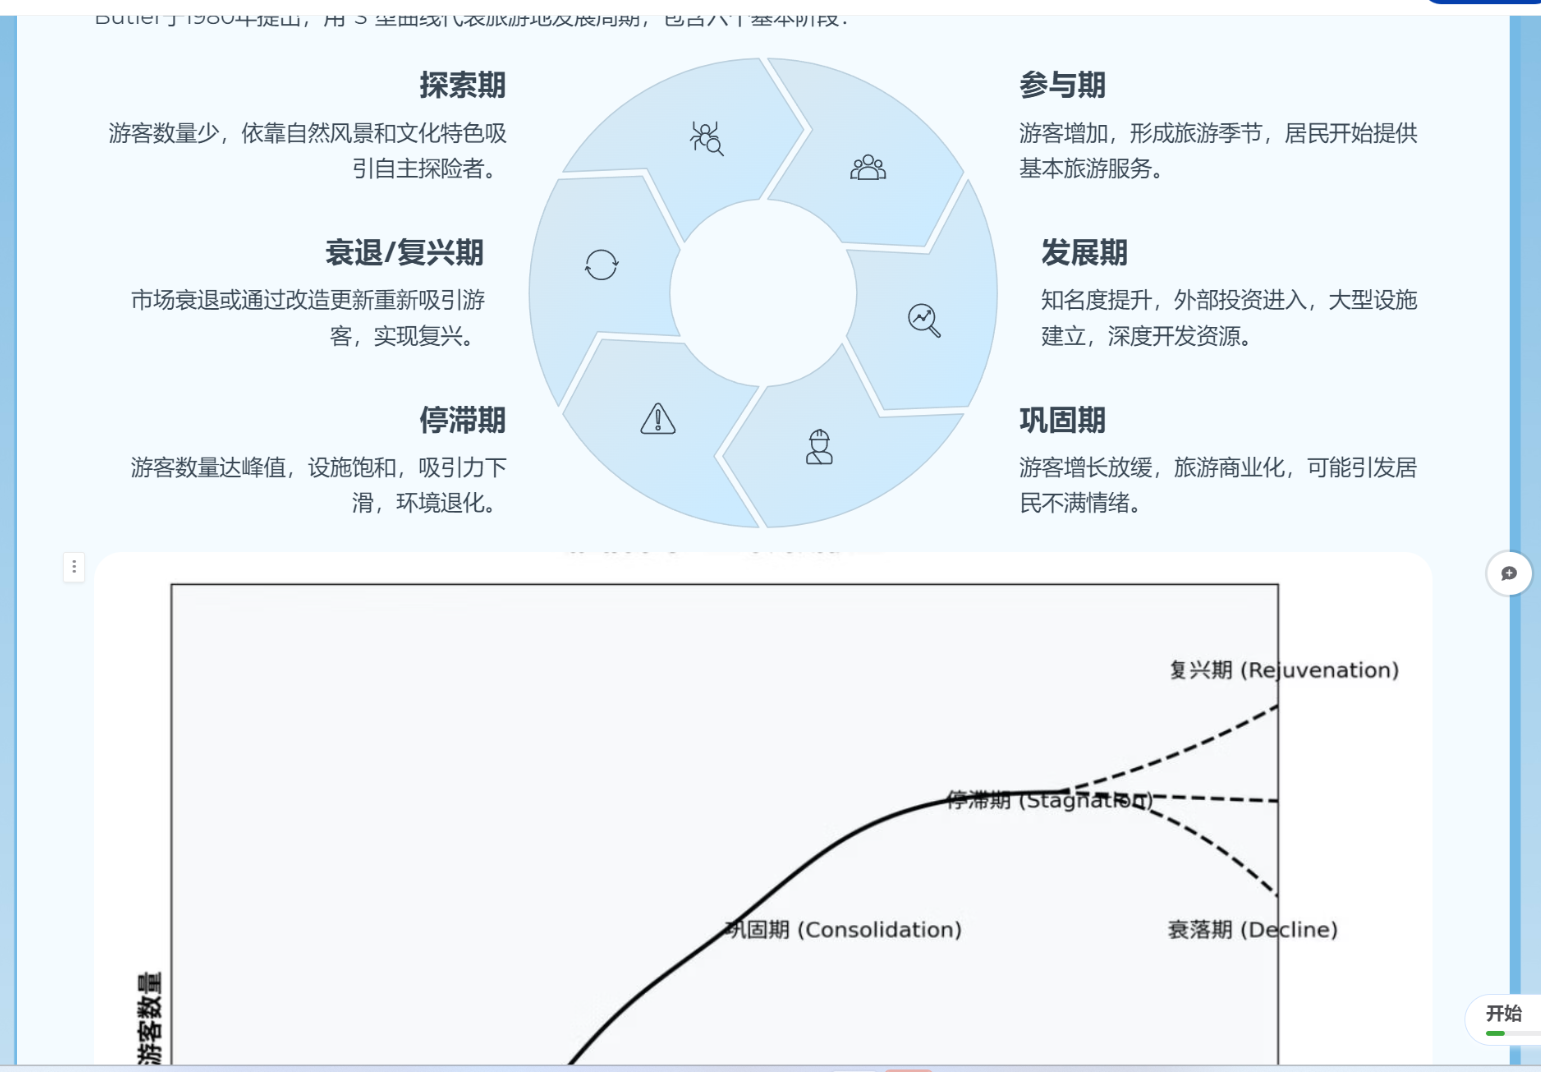 Butler于1980年提出，用"S"型曲线代表旅游地发展周期，包含六个基本阶段：
探索期
游客数量少，依靠自然风景和文化特色吸
引自主探险者。
参与期
游客增加，形成旅游季节，居民开始提供
基本旅游服务。
衰退/复兴期
市场衰退或通过改造更新重新吸引游
客，实现复兴。
发展期
知名度提升，外部投资进入，大型设施
建立，深度开发资源。
停滞期
游客数量达峰值，设施饱和，吸引力下
滑，环境退化。
巩固期
游客增长放缓，旅游商业化，可能引发居
民不满情绪。
复兴期 (Rejuvenation)
停滞期 (Stagnation)
巩固期 (Consolidation)
衰落期 (Decline)
游客数量
开始